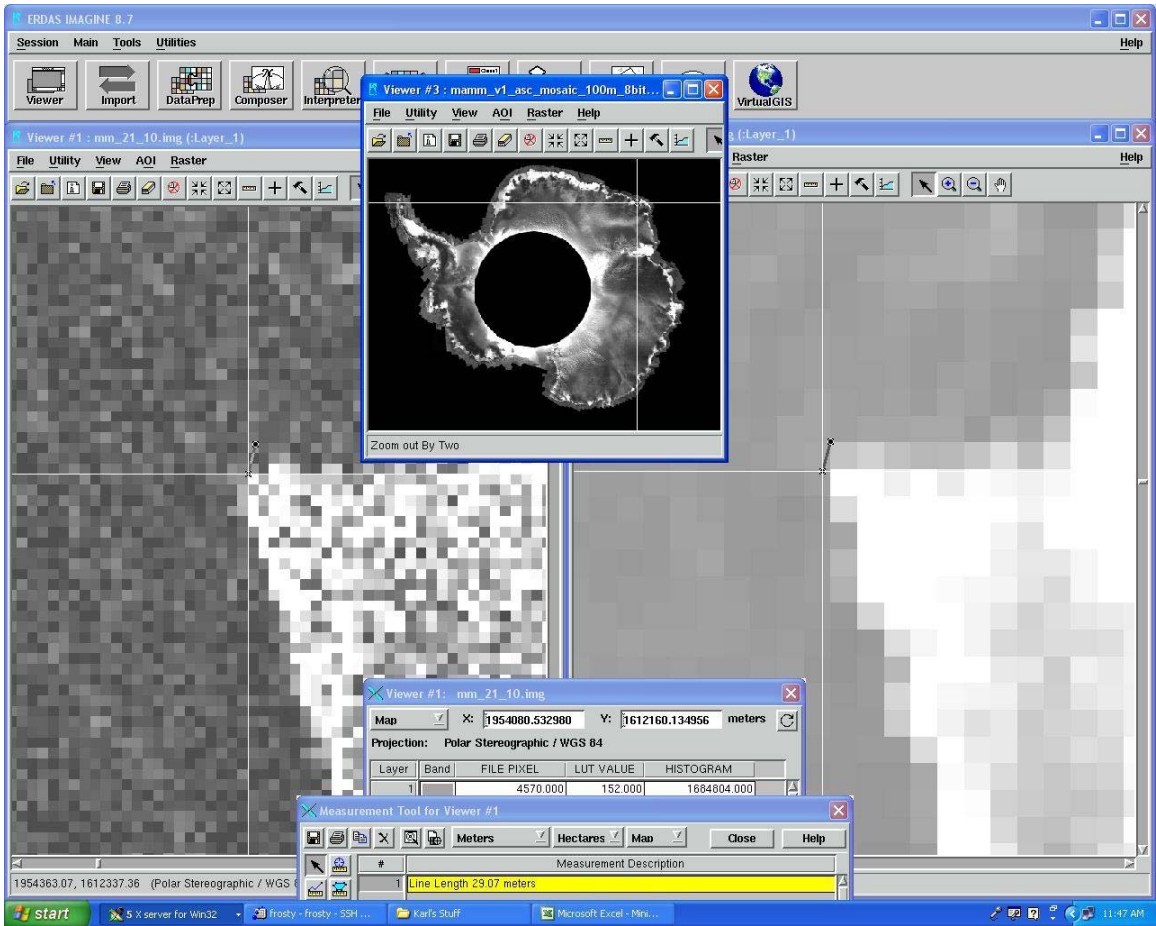 ERDAS IMAGINE 8.7
Session Main Tools Utilities Help
Viewer Import DataPrep Composer Interpreter VirtualGIS
Viewer #3 : mamm_v1_asc_mosaic_100m_8bit...
File Utility View AOI Raster Help
Zoom out By Two
Viewer #1 : mm_21_10.img (:Layer_1)
File Utility View AOI Raster
g (:Layer_1)
Raster Help
Viewer #1: mm_21_10.img
Map X: 1954080.532980 Y: 1612160.134956 meters
Projection: Polar Stereographic / WGS 84
Layer Band FILE PIXEL LUT VALUE HISTOGRAM
1 4570.000 152.000 1684804.000
Measurement Tool for Viewer #1
Meters Hectares Map Close Help
# Measurement Description
1 Line Length 29.07 meters
1954363.07, 1612337.36 (Polar Stereographic / WGS
start 5 X server for Win32 frosty - frosty - SSH ... Karl's Stuff Microsoft Excel - Mini... 11:47 AM